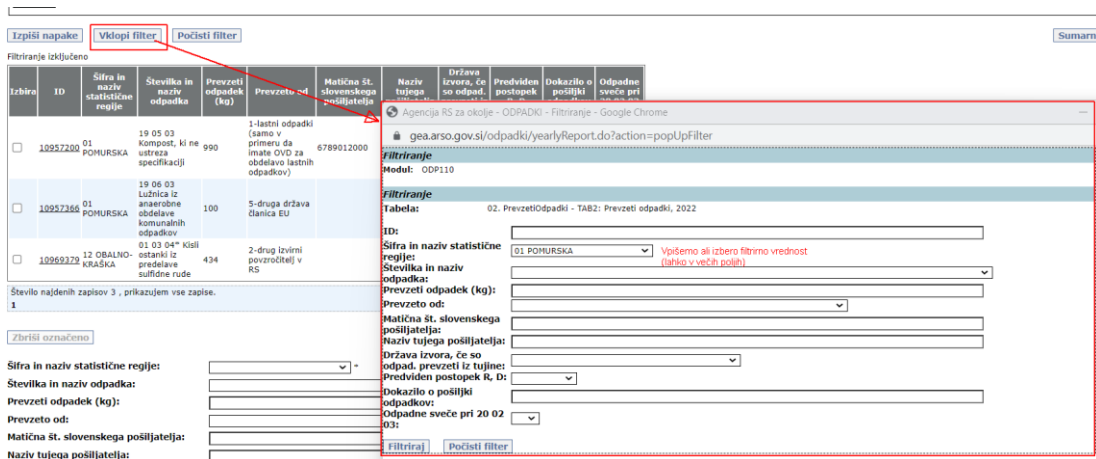 Izpiši napake Vklopi filter Počisti filter Sumarn
Filtriranje izključeno
Izbira ID Šifra in naziv statistične regije Številka in naziv odpadka Prevzeti odpadek (kg) Prevzeto od Matična št. slovenskega pošiljatelja Naziv tujega Država izvora, če so odpad. Predviden postopek Dokazilo o pošiljki Odpadne sveče pri
10957200 01 POMURSKA 19 05 03 Kompost, ki ne ustreza specifikaciji 990 1-lastni odpadki (samo v primeru da imate OVD za obdelavo lastnih odpadkov) 6789012000
10957366 01 POMURSKA 19 06 03 Lužnica iz anaerobne obdelave komunalnih odpadkov 100 5-druga država članica EU
10969379 12 OBALNO-KRAŠKA 01 03 04* Kisli ostanki iz predelave sulfidne rude 434 2-drug izvirni povzročitelj v RS
Število najdenih zapisov 3 , prikazujem vse zapise.
1
Zbriši označeno
Šifra in naziv statistične regije: *
Številka in naziv odpadka:
Prevzeti odpadek (kg):
Prevzeto od:
Matična št. slovenskega pošiljatelja:
Naziv tujega pošiljatelja:
Agencija RS za okolje - ODPADKI - Filtriranje - Google Chrome
gea.arso.gov.si/odpadki/yearlyReport.do?action=popUpFilter
Filtriranje
Modul: ODP110
Filtriranje
Tabela: 02. PrevzetiOdpadki - TAB2: Prevzeti odpadki, 2022
ID:
Šifra in naziv statistične regije: 01 POMURSKA Vpišemo ali izbero filtrirno vrednost
(lahko v večih poljih)
Številka in naziv
odpadka:
Prevzeti odpadek (kg):
Prevzeto od:
Matična št. slovenskega
pošiljatelja:
Naziv tujega pošiljatelja:
Država izvora, če so
odpad. prevzeti iz tujine:
Predviden postopek R, D:
Dokazilo o pošiljki
odpadkov:
Odpadne sveče pri 20 02
03:
Filtriraj Počisti filter